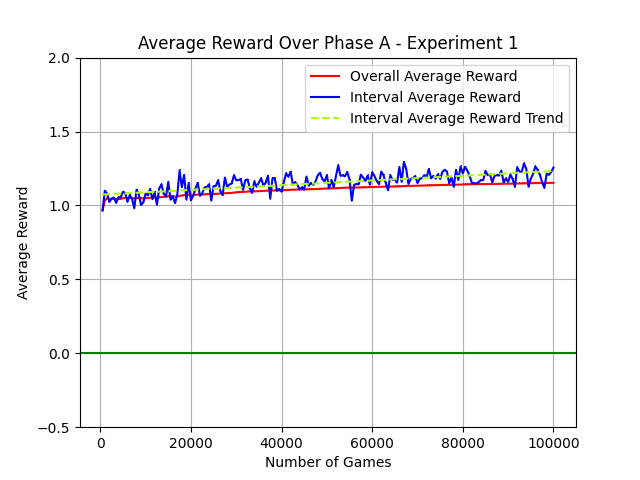 Average Reward Over Phase A - Experiment 1
Overall Average Reward
Interval Average Reward
Interval Average Reward Trend
2.0
1.5
1.0
0.5
0.0
−0.5
Average Reward
0 20000 40000 60000 80000 100000
Number of Games